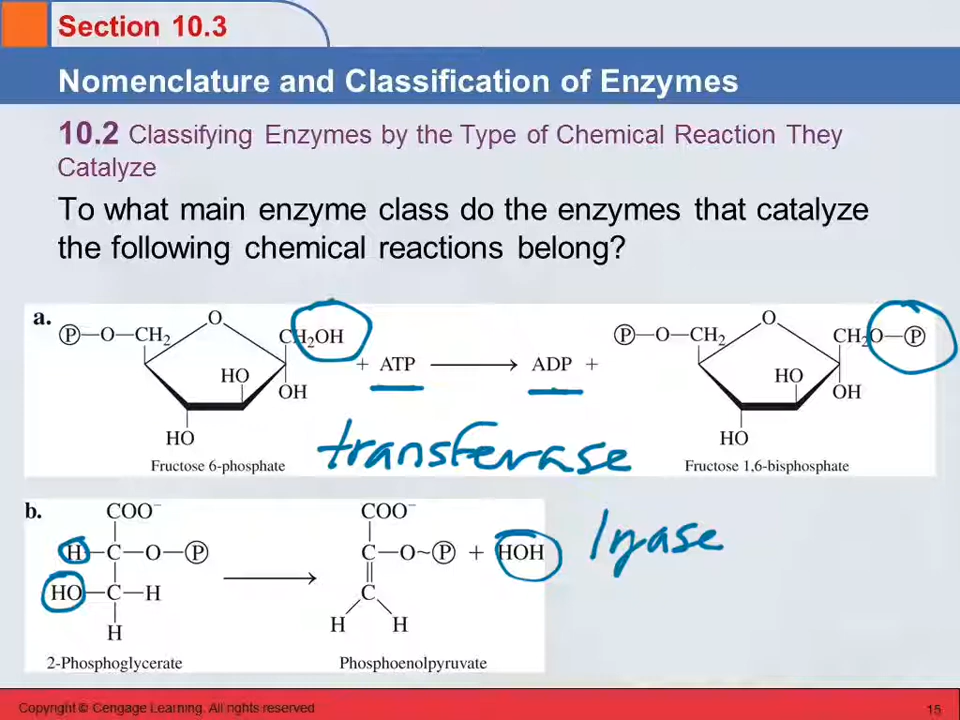 Section 10.3
Nomenclature and Classification of Enzymes
10.2 Classifying Enzymes by the Type of Chemical Reaction They
Catalyze
To what main enzyme class do the enzymes that catalyze
the following chemical reactions belong?
a.
P—O—CH₂
O
CH₂OH
HO
OH
HO
Fructose 6-phosphate
+ ATP ⟶ ADP +
P—O—CH₂
O
CH₂O—P
HO
OH
HO
Fructose 1,6-bisphosphate
transferase
b.
COO⁻
H—C—O—P
HO—C—H
H
2-Phosphoglycerate
COO⁻
C—O~P + HOH
C
H H
Phosphoenolpyruvate
lyase
Copyright © Cengage Learning. All rights reserved
15